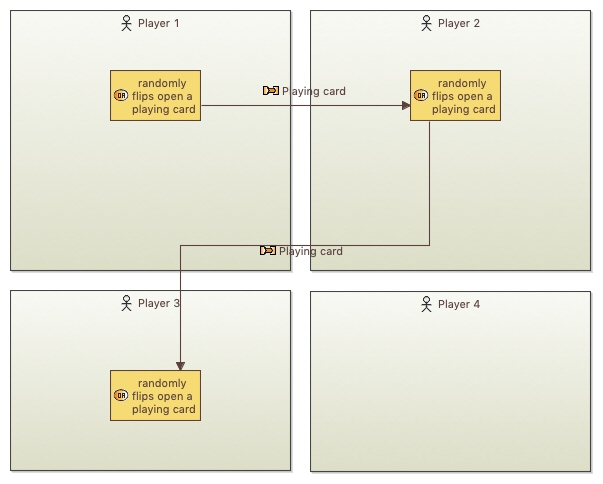 Player 1
Player 2
randomly
flips open a
playing card
Playing card
randomly
flips open a
playing card
Playing card
Player 3
Player 4
randomly
flips open a
playing card